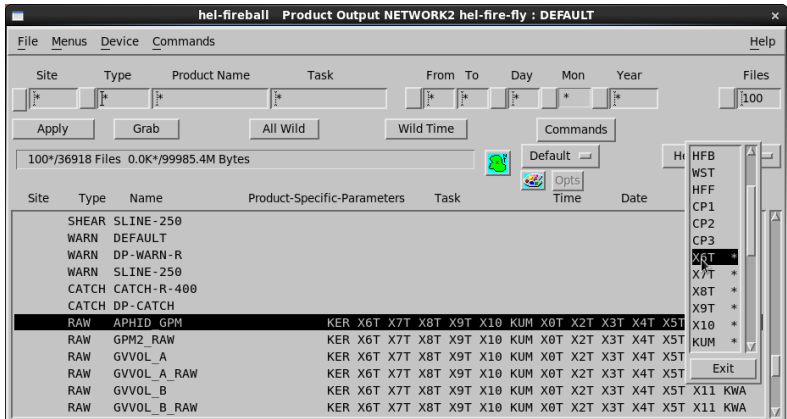 hel-fireball Product Output NETWORK2 hel-fire-fly : DEFAULT
File Menus Device Commands Help
Site Type Product Name Task From To Day Mon Year Files
* * * * * * * * * 100
Apply Grab All Wild Wild Time Commands
100*/36918 Files 0.0K*/99985.4M Bytes
Default
Opts
Site Type Name Product-Specific-Parameters Task Time Date
SHEAR SLINE-250
WARN DEFAULT
WARN DP-WARN-R
WARN SLINE-250
CATCH CATCH-R-400
CATCH DP-CATCH
RAW APHID_GPM KER X6T X7T X8T X9T X10 KUM X0T X2T X3T X4T X5T
RAW GPM2_RAW KER X6T X7T X8T X9T X10 KUM X0T X2T X3T X4T X5T
RAW GVVOL_A KER X6T X7T X8T X9T X10 KUM X0T X2T X3T X4T X5T
RAW GVVOL_A_RAW KER X6T X7T X8T X9T X10 KUM X0T X2T X3T X4T X5T
RAW GVVOL_B KER X6T X7T X8T X9T X10 KUM X0T X2T X3T X4T X5T X11 KWA
RAW GVVOL_B_RAW KER X6T X7T X8T X9T X10 KUM X0T X2T X3T X4T X5T X11 KWA
HFB
WST
HFF
CP1
CP2
CP3
X6T *
X7T *
X8T *
X9T *
X10 *
KUM *
Exit